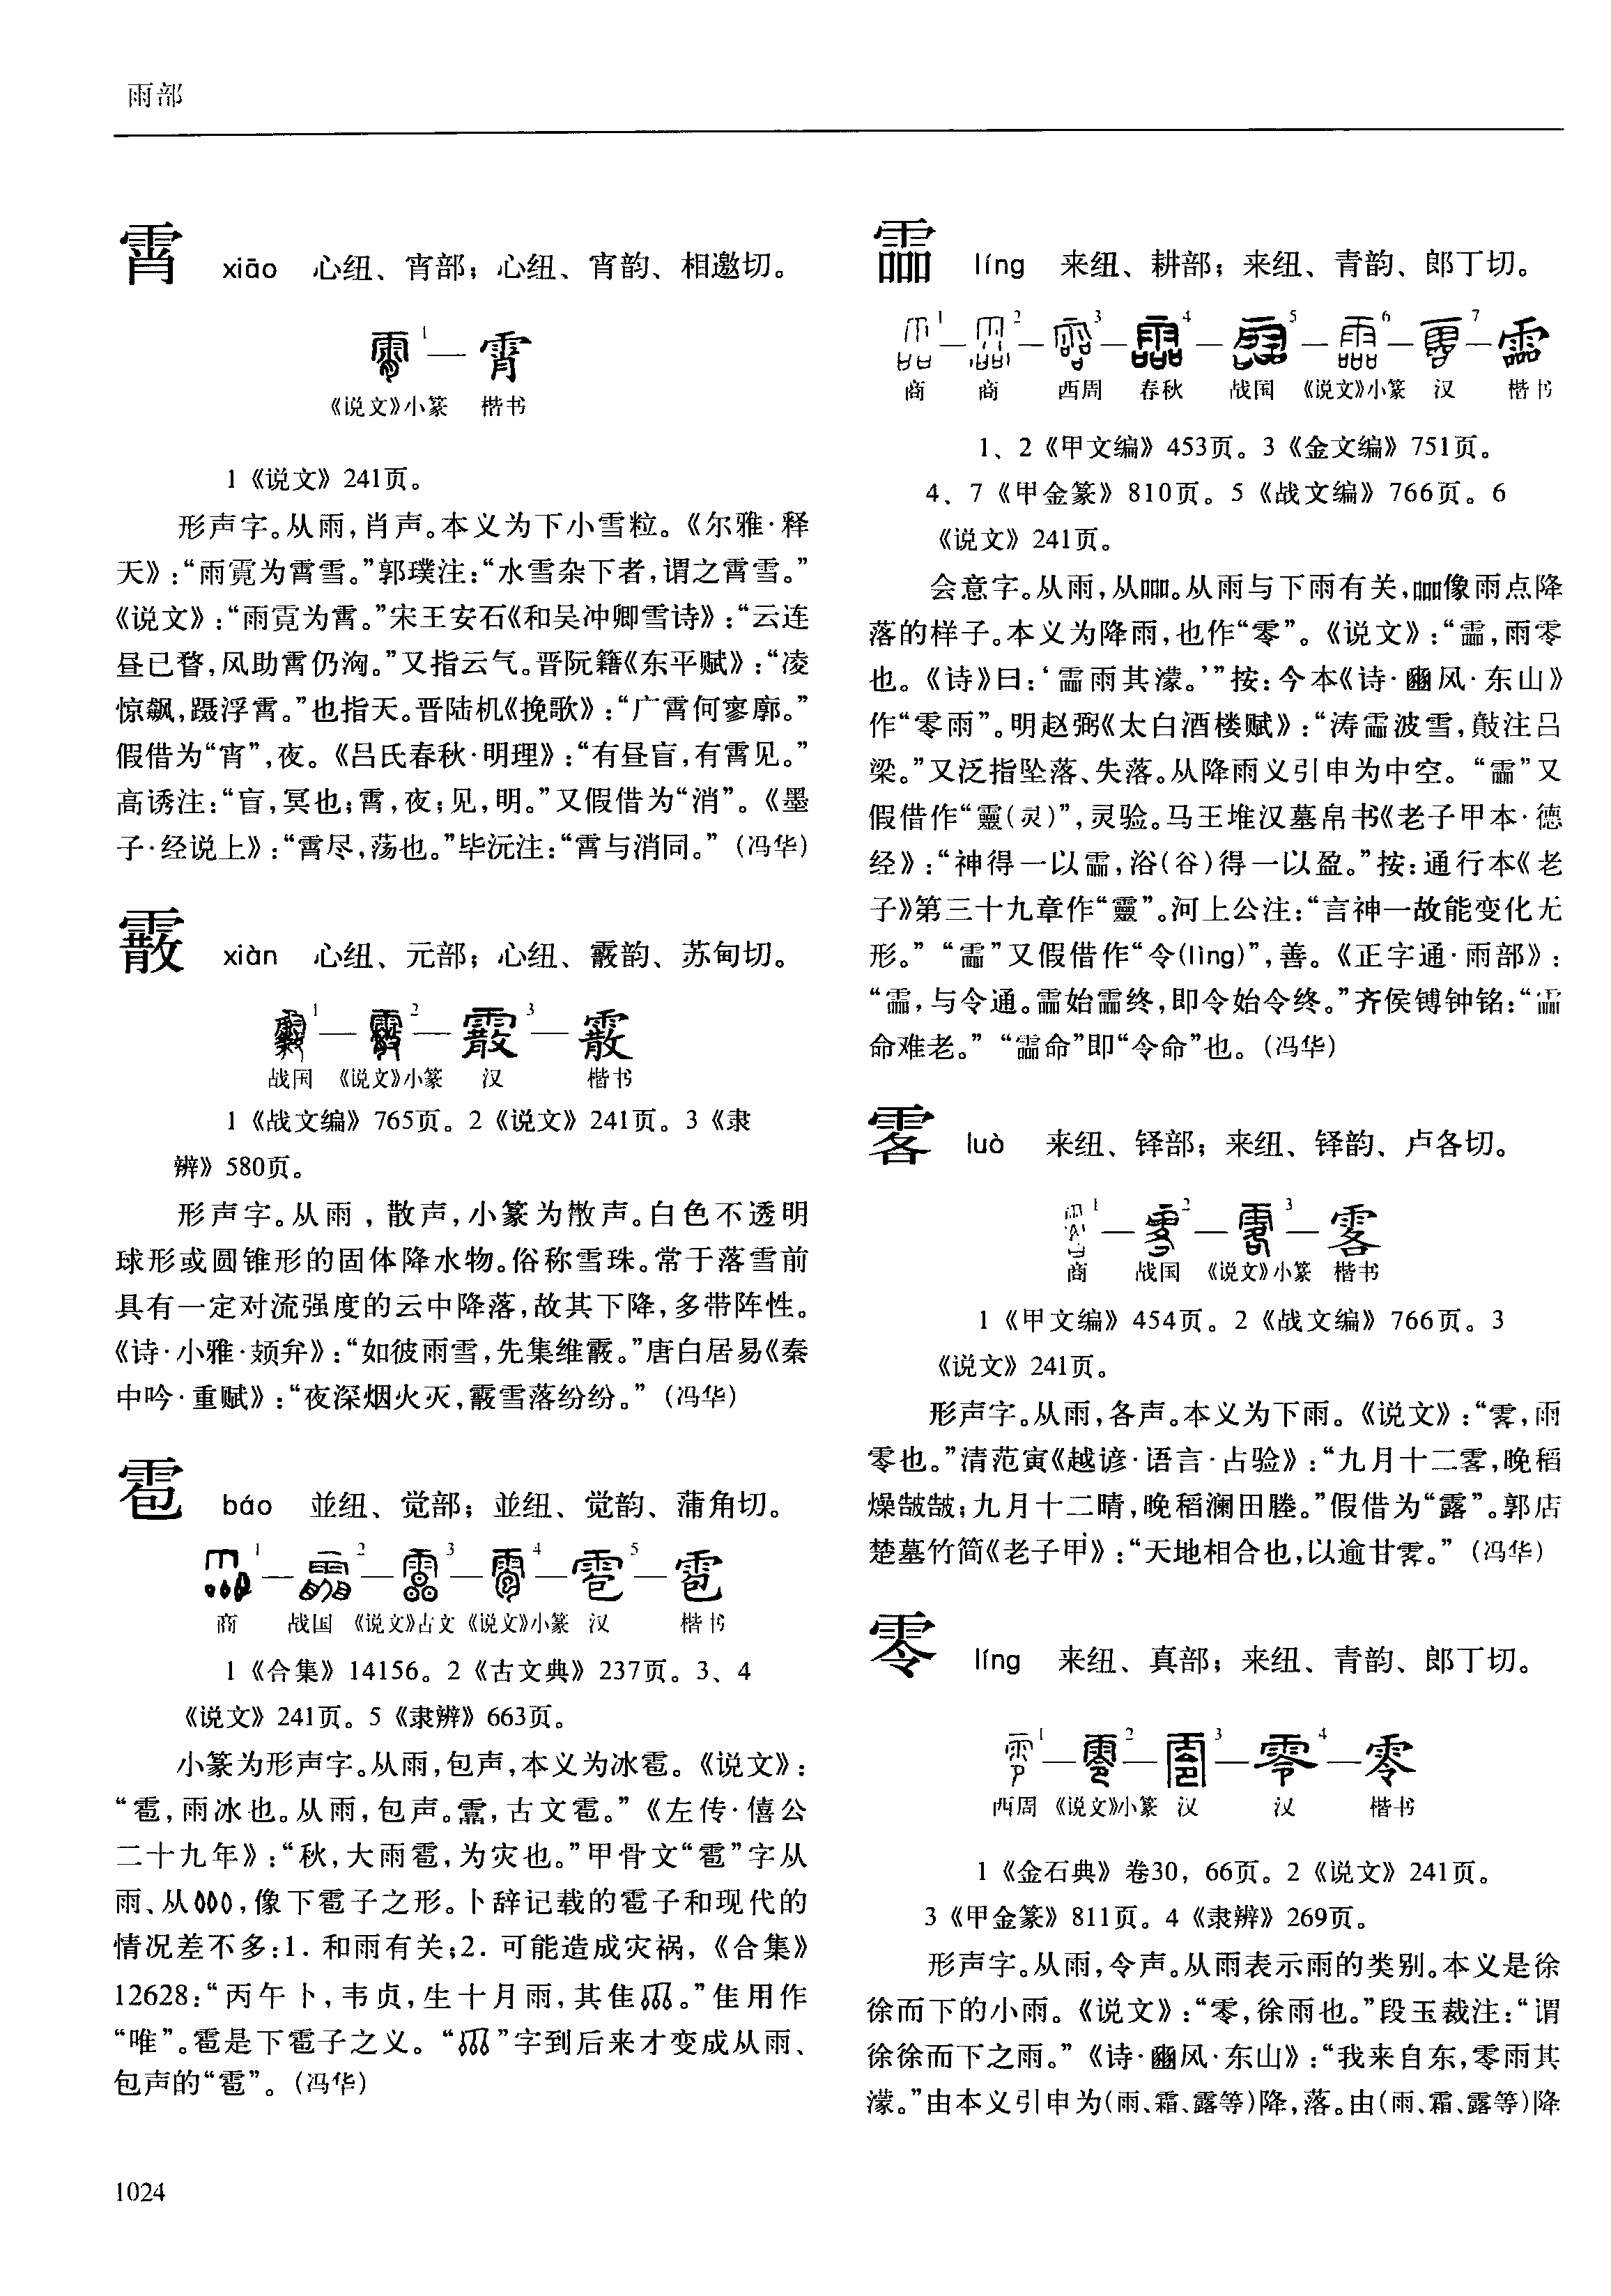 雨部
霄 xiāo 心纽、宵部；心纽、宵韵、相邀切。
1 — 霄
《说文》小篆 楷书
1《说文》241页。
形声字。从雨，肖声。本义为下小雪粒。《尔雅·释
天》：“雨霓为霄雪。”郭璞注：“水雪杂下者，谓之霄雪。”
《说文》：“雨霓为霄。”宋王安石《和吴冲卿雪诗》：“云连
昼已瞀，风助霄仍汹。”又指云气。晋阮籍《东平赋》：“凌
惊飙，蹑浮霄。”也指天。晋陆机《挽歌》：“广霄何寥廓。”
假借为“宵”，夜。《吕氏春秋·明理》：“有昼盲，有霄见。”
高诱注：“盲，冥也；霄，夜；见，明。”又假借为“消”。《墨
子·经说上》：“霄尽，荡也。”毕沅注：“霄与消同。”（冯华）
霰 xiàn 心纽、元部；心纽、霰韵、苏甸切。
1 — 2 — 3 — 霰
战国 《说文》小篆 汉 楷书
1《战文编》765页。2《说文》241页。3《隶
辨》580页。
形声字。从雨，散声，小篆为㪔声。白色不透明
球形或圆锥形的固体降水物。俗称雪珠。常于落雪前
具有一定对流强度的云中降落，故其下降，多带阵性。
《诗·小雅·頍弁》：“如彼雨雪，先集维霰。”唐白居易《秦
中吟·重赋》：“夜深烟火灭，霰雪落纷纷。”（冯华）
雹 báo 並纽、觉部；並纽、觉韵、蒲角切。
1 — 2 — 3 — 4 — 5 — 雹
商 战国 《说文》古文 《说文》小篆 汉 楷书
1《合集》14156。2《古文典》237页。3、4
《说文》241页。5《隶辨》663页。
小篆为形声字。从雨，包声，本义为冰雹。《说文》：
“雹，雨冰也。从雨，包声。，古文雹。”《左传·僖公
二十九年》：“秋，大雨雹，为灾也。”甲骨文“雹”字从
雨、从，像下雹子之形。卜辞记载的雹子和现代的
情况差不多：1. 和雨有关；2. 可能造成灾祸，《合集》
12628：“丙午卜，韦贞，生十月雨，其隹。”隹用作
“唯”。雹是下雹子之义。“”字到后来才变成从雨、
包声的“雹”。（冯华）
霝 líng 来纽、耕部；来纽、青韵、郎丁切。
1 — 2 — 3 — 4 — 5 — 6 — 7 — 霝
商 商 西周 春秋 战国 《说文》小篆 汉 楷书
1、2《甲文编》453页。3《金文编》751页。
4、7《甲金篆》810页。5《战文编》766页。6
《说文》241页。
会意字。从雨，从吅口。从雨与下雨有关，吅口像雨点降
落的样子。本义为降雨，也作“零”。《说文》：“霝，雨零
也。《诗》曰：‘霝雨其濛。’”按：今本《诗·豳风·东山》
作“零雨”。明赵弼《太白酒楼赋》：“涛霝波雪，敲注吕
梁。”又泛指坠落、失落。从降雨义引申为中空。“霝”又
假借作“靈（灵）”，灵验。马王堆汉墓帛书《老子甲本·德
经》：“神得一以霝，浴（谷）得一以盈。”按：通行本《老
子》第三十九章作“靈”。河上公注：“言神一故能变化无
形。”“霝”又假借作“令(lìng)”，善。《正字通·雨部》：
“霝，与令通。霝始霝终，即令始令终。”齐侯镈钟铭：“霝
命难老。”“霝命”即“令命”也。（冯华）
雺 luò 来纽、铎部；来纽、铎韵、卢各切。
1 — 2 — 3 — 䨩
商 战国 《说文》小篆 楷书
1《甲文编》454页。2《战文编》766页。3
《说文》241页。
形声字。从雨，各声。本义为下雨。《说文》：“䨩，雨
零也。”清范寅《越谚·语言·占验》：“九月十二䨩，晚稻
燥皵皵；九月十二晴，晚稻澜田塍。”假借为“露”。郭店
楚墓竹简《老子甲》：“天地相合也，以逾甘䨩。”（冯华）
零 líng 来纽、真部；来纽、青韵、郎丁切。
1 — 2 — 3 — 4 — 零
西周 《说文》小篆 汉 汉 楷书
1《金石典》卷30，66页。2《说文》241页。
3《甲金篆》811页。4《隶辨》269页。
形声字。从雨，令声。从雨表示雨的类别。本义是徐
徐而下的小雨。《说文》：“零，徐雨也。”段玉裁注：“谓
徐徐而下之雨。”《诗·豳风·东山》：“我来自东，零雨其
濛。”由本义引申为（雨、霜、露等）降，落。由（雨、霜、露等）降
1024